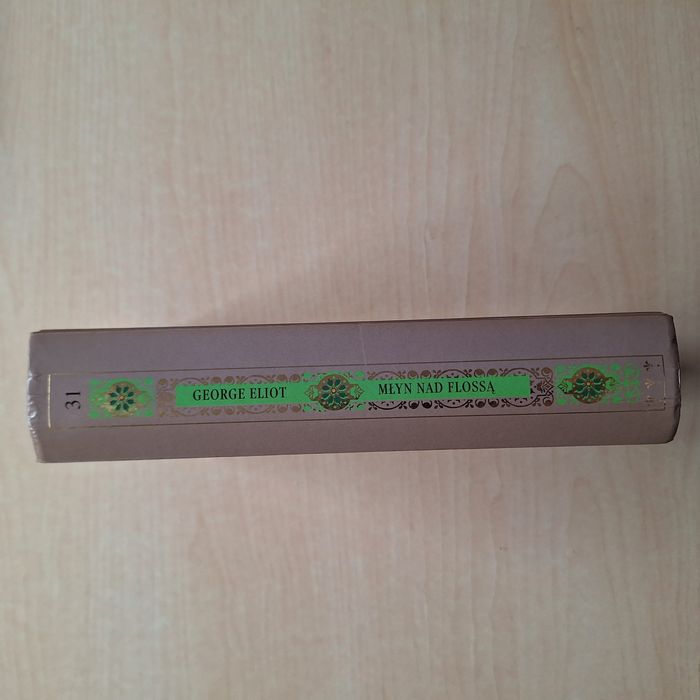 31
GEORGE ELIOT
MŁYN NAD FLOSSĄ